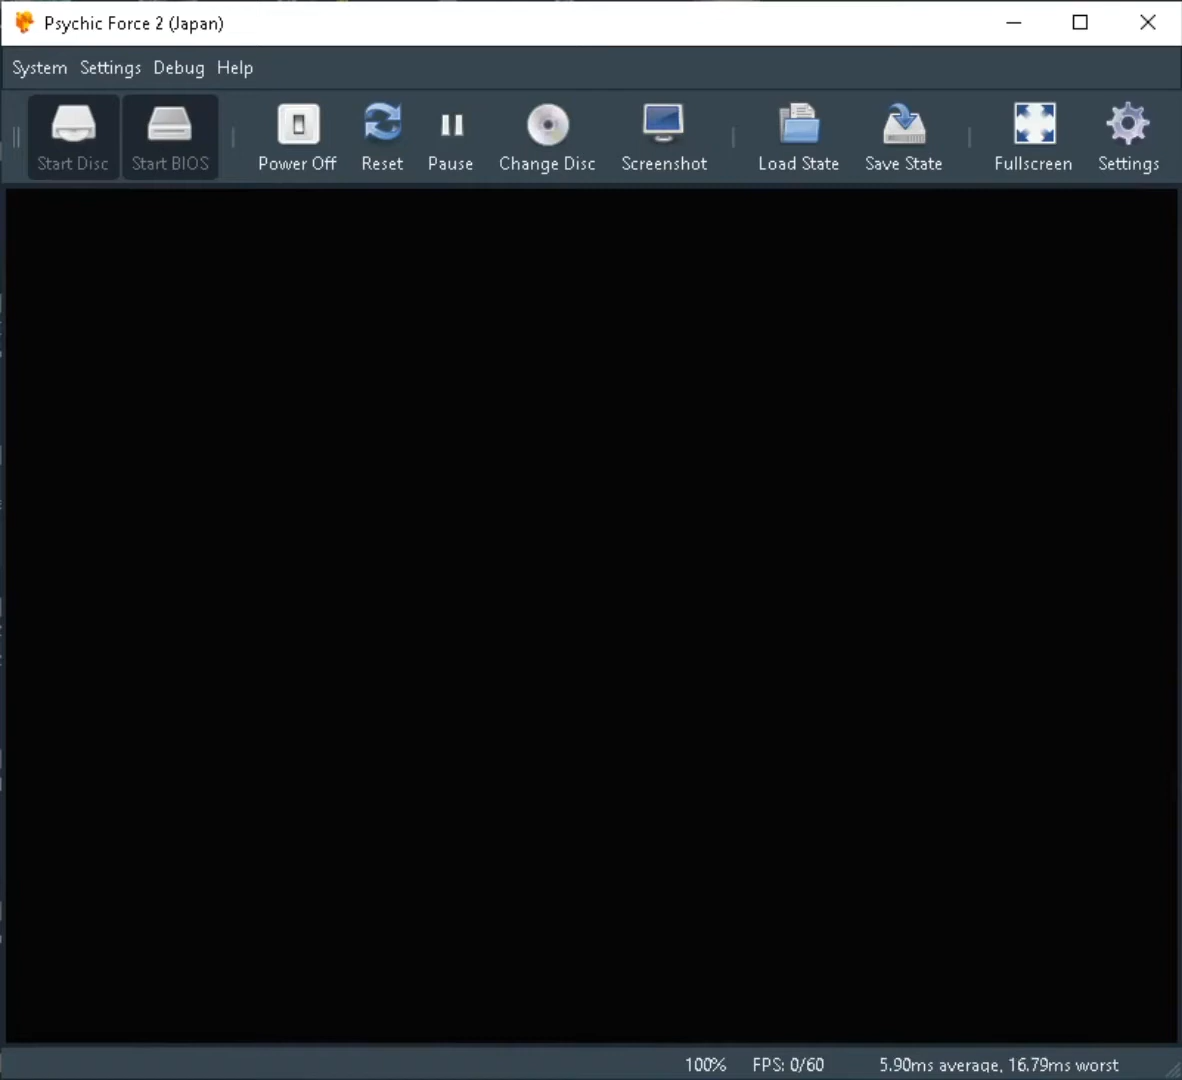 Psychic Force 2 (Japan)
System Settings Debug Help
Start Disc Start BIOS Power Off Reset Pause Change Disc Screenshot Load State Save State Fullscreen Settings
100% FPS: 0/60 5.90ms average, 16.79ms worst